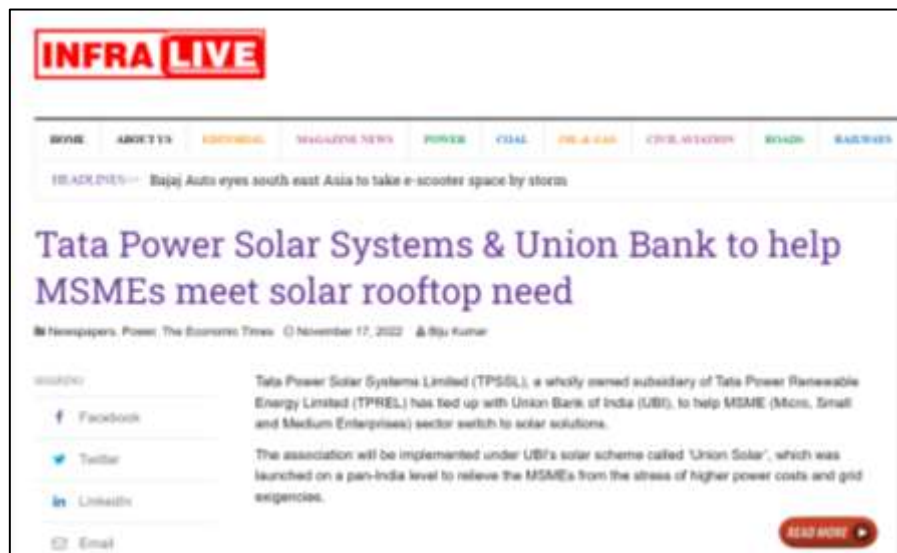 INFRA LIVE
HOME ABOUT US EDITORIAL MAGAZINE NEWS POWER COAL OIL & GAS CIVIL AVIATION ROADS RAILWAYS
HEADLINES Bajaj Auto eyes south east Asia to take e-scooter space by storm
Tata Power Solar Systems & Union Bank to help
MSMEs meet solar rooftop need
Newspapers, Power, The Economic Times November 17, 2022 Biju Kumar
Tata Power Solar Systems Limited (TPSSL), a wholly owned subsidiary of Tata Power Renewable
Energy Limited (TPREL) has tied up with Union Bank of India (UBI), to help MSME (Micro, Small
and Medium Enterprises) sector switch to solar solutions.
The association will be implemented under UBI's solar scheme called 'Union Solar', which was
launched on a pan-India level to relieve the MSMEs from the stress of higher power costs and grid
exigencies.
Facebook
Twitter
LinkedIn
Email
READ MORE